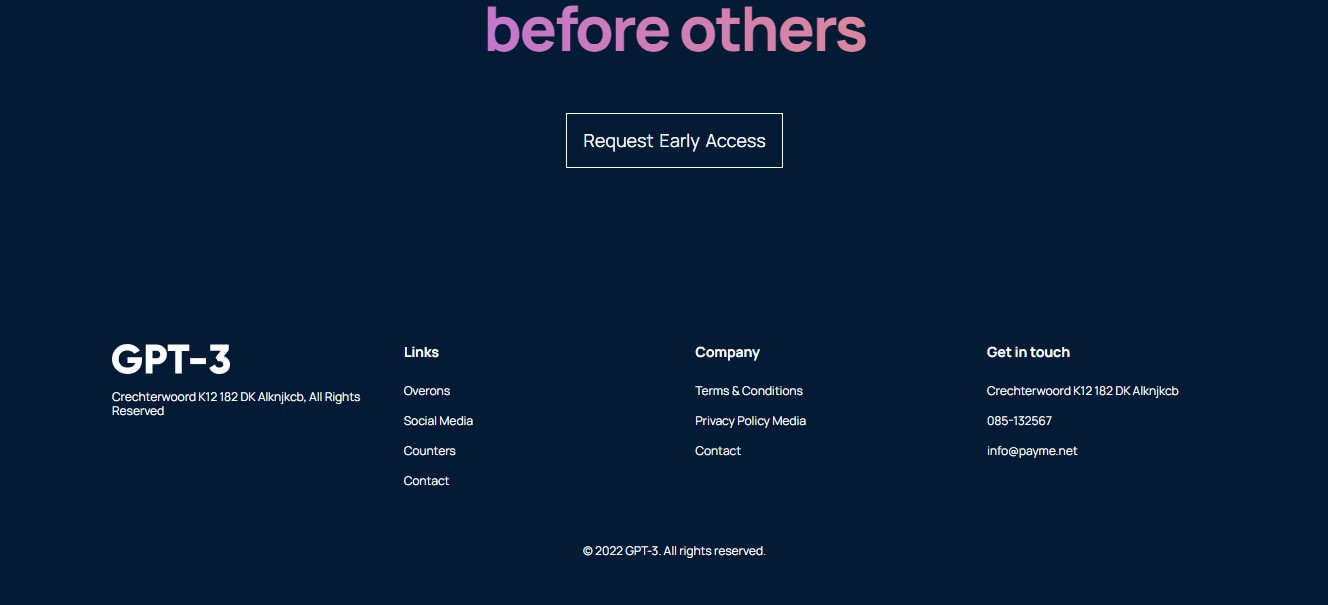 before others
Request Early Access
GPT-3
Crechterwoord K12 182 DK Alknjkcb, All Rights
Reserved
Links
Overons
Social Media
Counters
Contact
Company
Terms & Conditions
Privacy Policy Media
Contact
Get in touch
Crechterwoord K12 182 DK Alknjkcb
085-132567
info@payme.net
© 2022 GPT-3. All rights reserved.